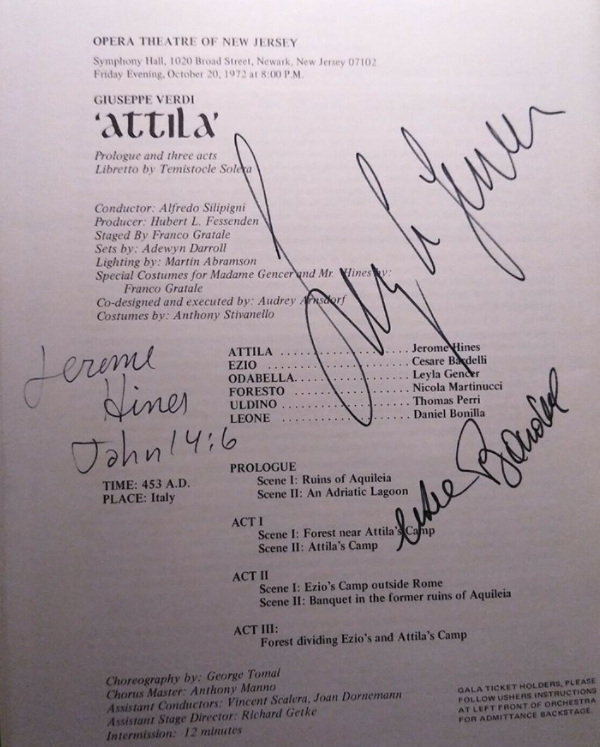 OPERA THEATRE OF NEW JERSEY
Symphony Hall, 1020 Broad Street, Newark, New Jersey 07102
Friday Evening, October 20, 1972 at 8:00 P.M.
GIUSEPPE VERDI
'ATTILA'
Prologue and three acts
Libretto by Temistocle Solera
Conductor: Alfredo Silipigni
Producer: Hubert L. Fessenden
Staged By Franco Gratale
Sets by: Adewyn Darroll
Lighting by: Martin Abramson
Special Costumes for Madame Gencer and Mr. Hines by:
Franco Gratale
Co-designed and executed by: Audrey Arnsdorf
Costumes by: Anthony Stivanello
Leyla Gencer
ATTILA . . . . . . . . . . . . . . . . Jerome Hines
EZIO . . . . . . . . . . . . . . . . Cesare Bardelli
ODABELLA. . . . . . . . . . . . . . . . Leyla Gencer
FORESTO . . . . . . . . . . . . . . . . Nicola Martinucci
ULDINO . . . . . . . . . . . . . . . . Thomas Perri
LEONE . . . . . . . . . . . . . . . . Daniel Bonilla
Jerome
Hines
John 14:6
Cesare Bardelli
TIME: 453 A.D.
PLACE: Italy
PROLOGUE
Scene I: Ruins of Aquileia
Scene II: An Adriatic Lagoon
ACT I
Scene I: Forest near Attila's Camp
Scene II: Attila's Camp
ACT II
Scene I: Ezio's Camp outside Rome
Scene II: Banquet in the former ruins of Aquileia
ACT III:
Forest dividing Ezio's and Attila's Camp
Choreography by: George Tomal
Chorus Master: Anthony Manno
Assistant Conductors: Vincent Scalera, Joan Dornemann
Assistant Stage Director: Richard Getke
Intermission: 12 minutes
GALA TICKET HOLDERS, PLEASE
FOLLOW USHERS INSTRUCTIONS
AT LEFT FRONT OF ORCHESTRA
FOR ADMITTANCE BACKSTAGE.